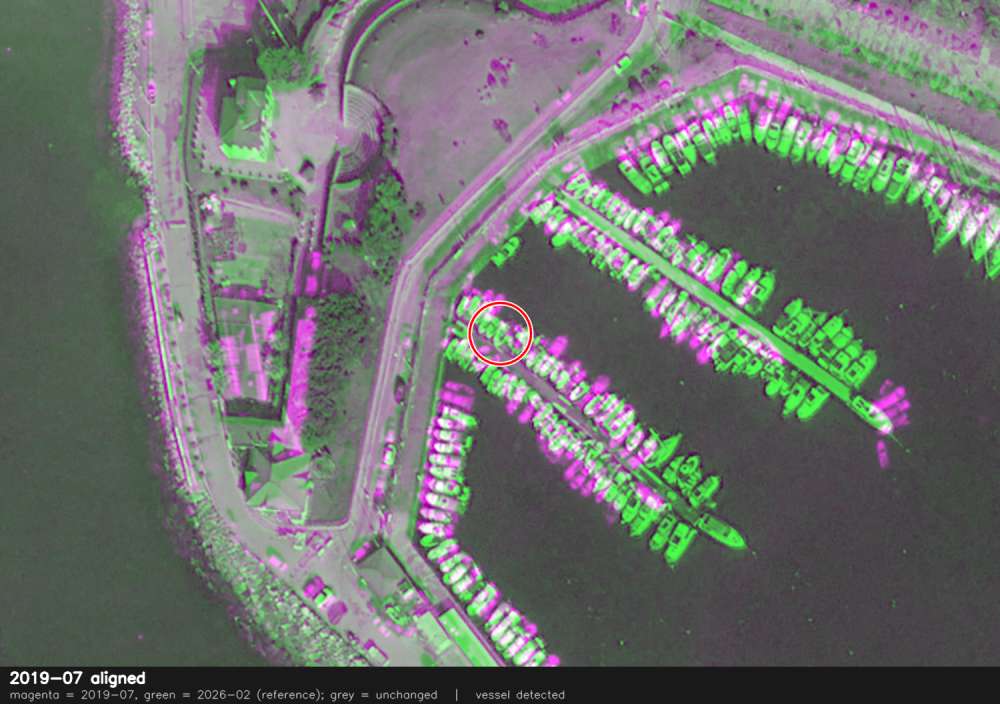 2019-07 aligned
magenta = 2019-07, green = 2026-02 (reference); grey = unchanged | vessel detected